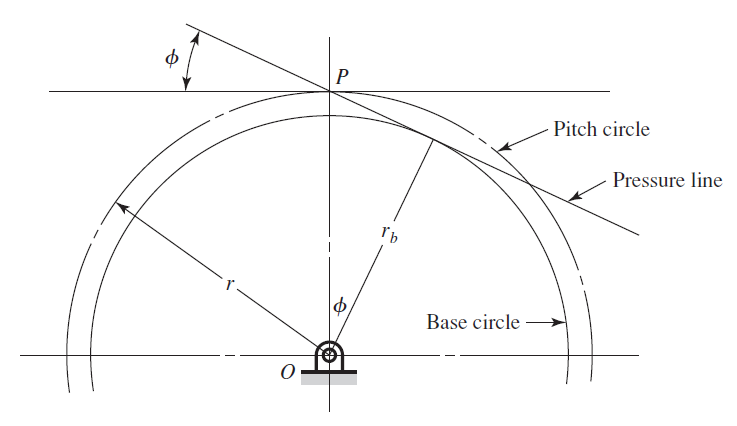 ϕ
P
Pitch circle
Pressure line
r_b
r
ϕ
Base circle
O